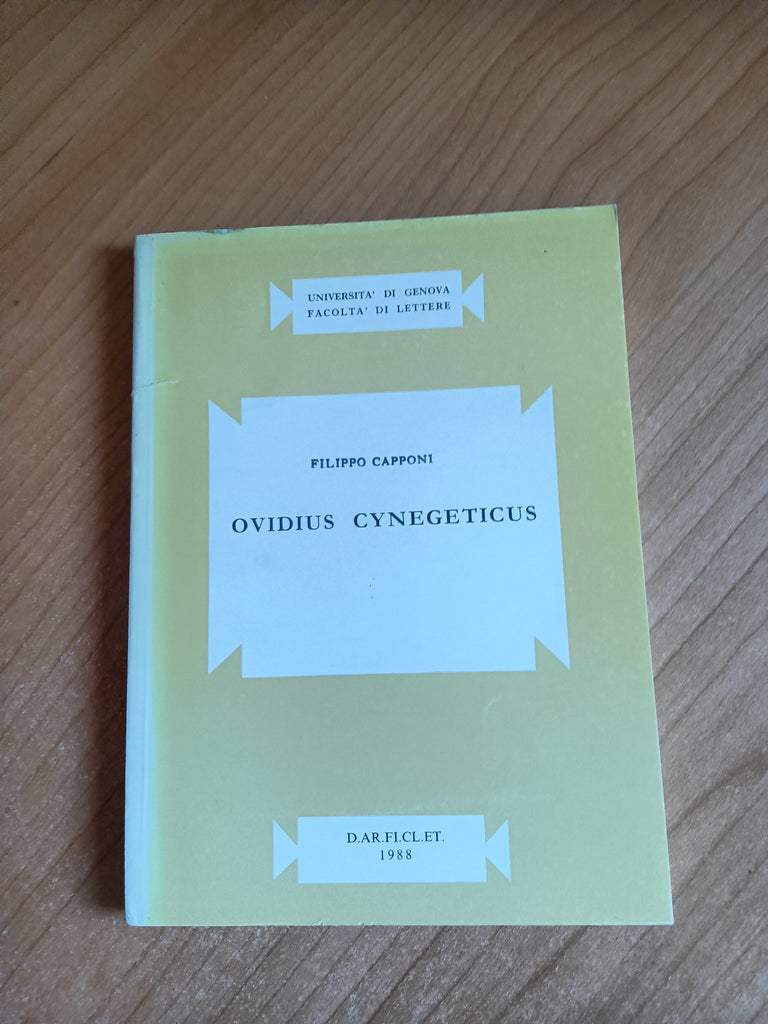 UNIVERSITA' DI GENOVA
FACOLTA' DI LETTERE
FILIPPO CAPPONI
OVIDIUS CYNEGETICUS
D.AR.FI.CL.ET.
1988